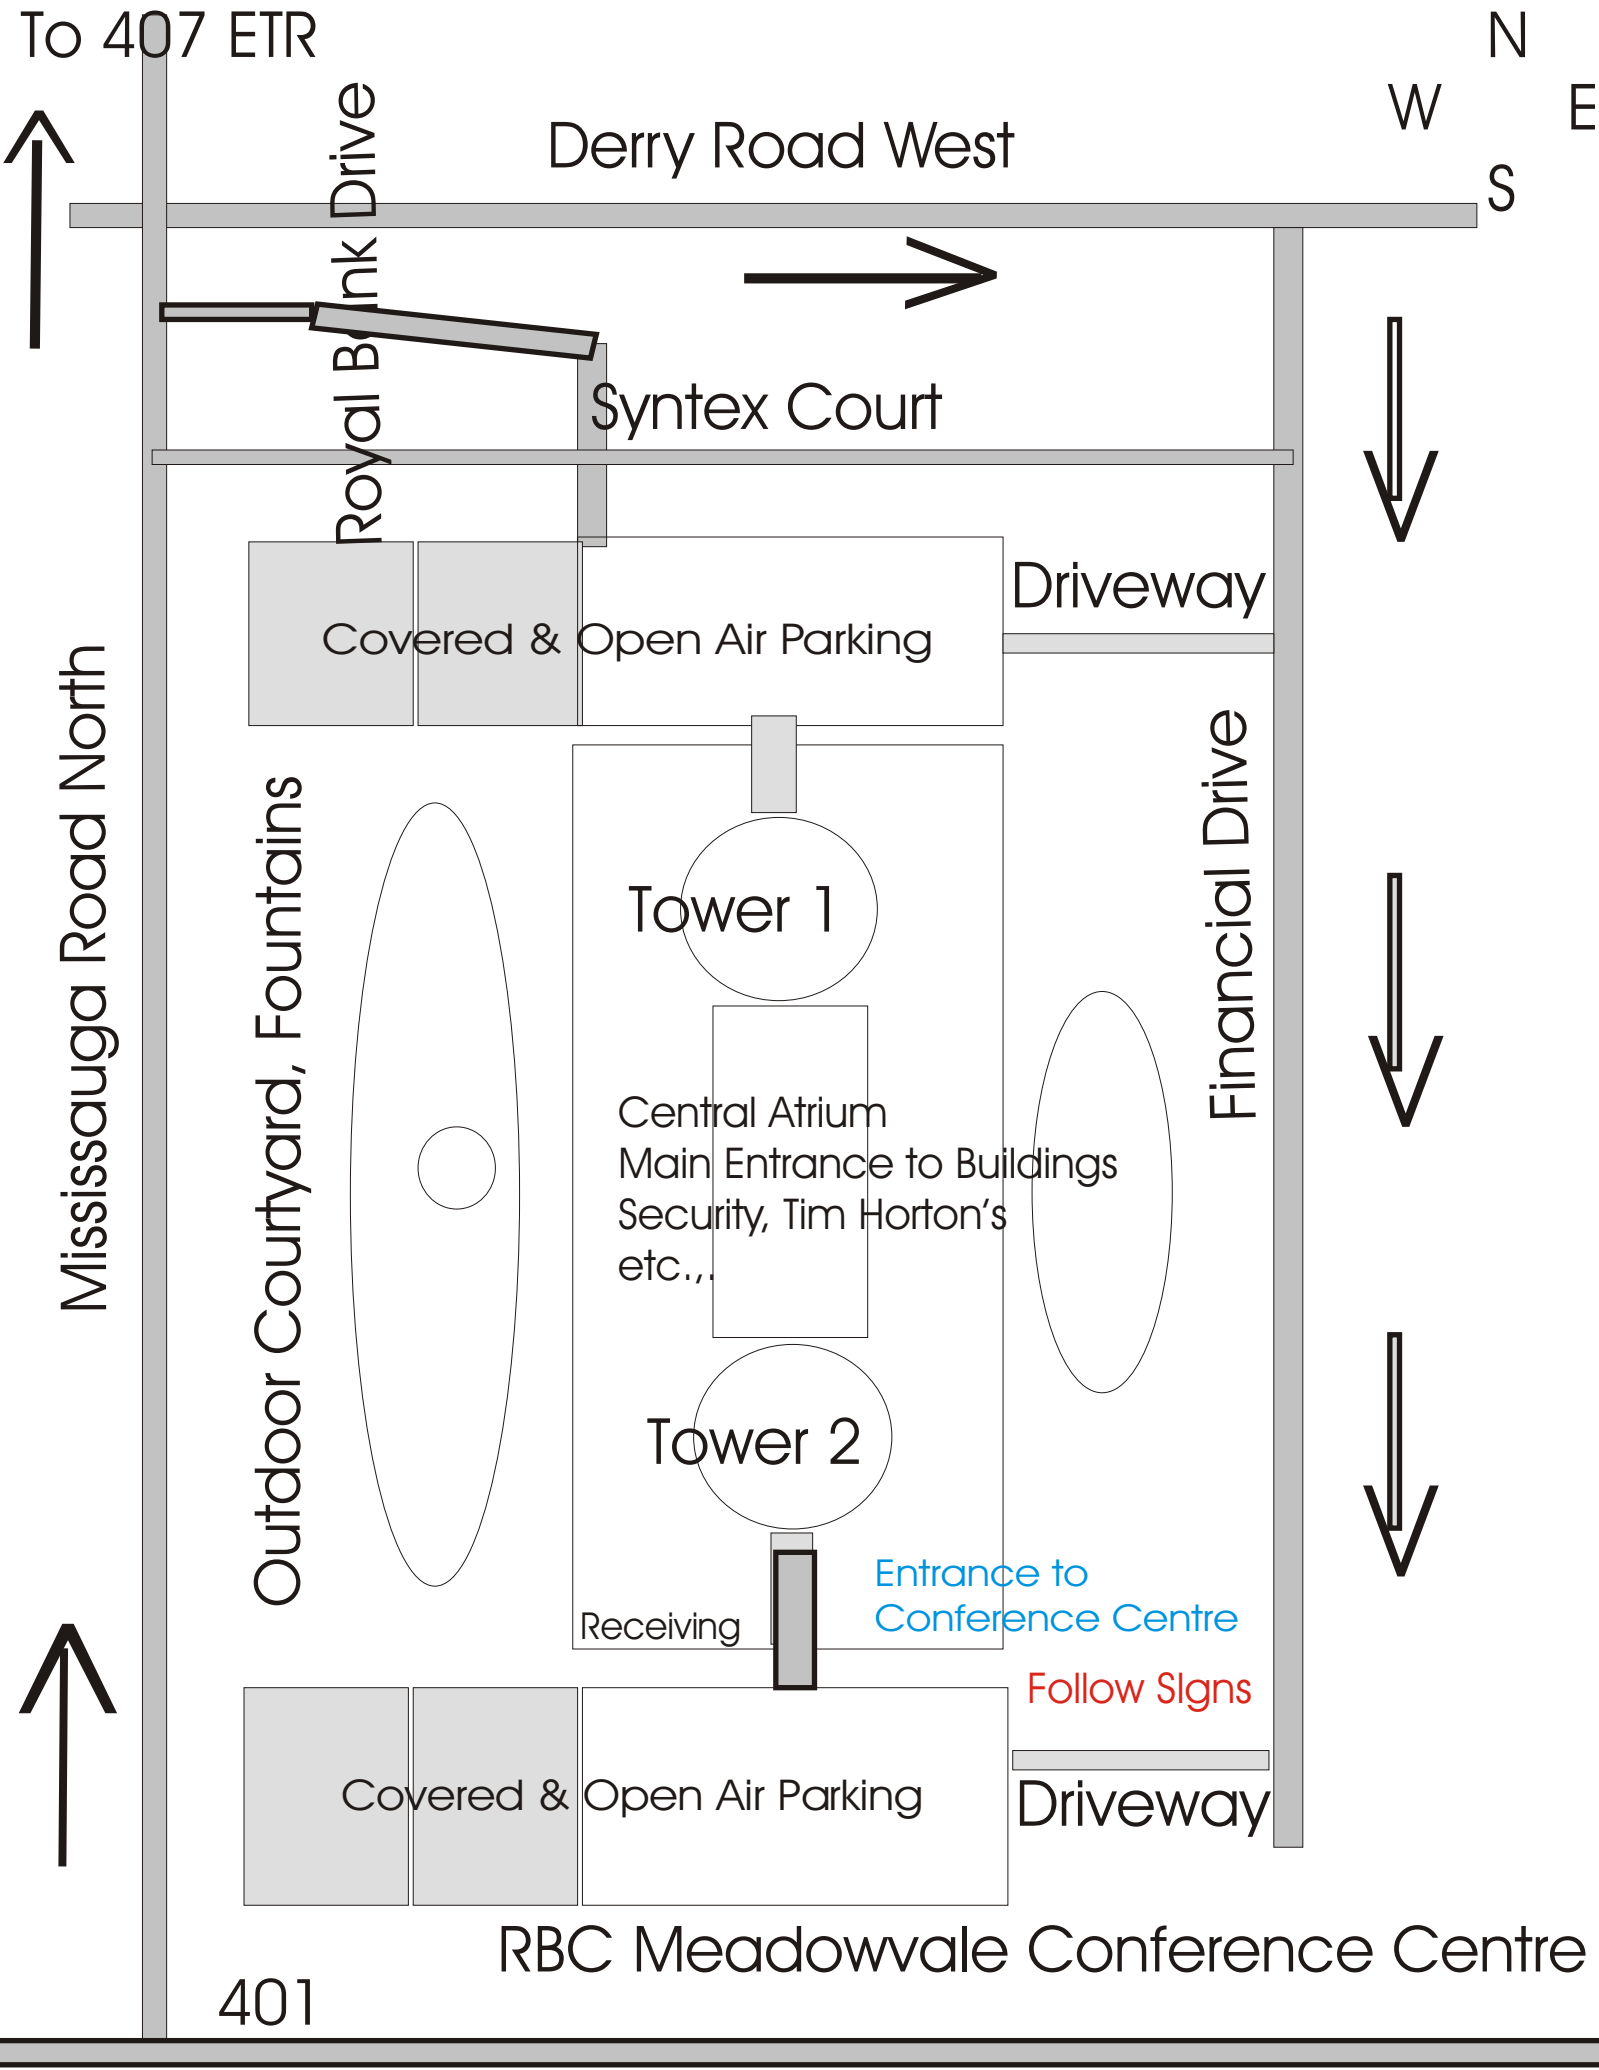 To 407 ETR
N
W E
S
Derry Road West
Royal Bank Drive
Syntex Court
Driveway
Covered & Open Air Parking
Mississauga Road North
Outdoor Courtyard, Fountains
Financial Drive
Tower 1
Central Atrium
Main Entrance to Buildings
Security, Tim Horton’s
etc.,.
Tower 2
Entrance to
Conference Centre
Receiving
Follow SIgns
Covered & Open Air Parking
Driveway
RBC Meadowvale Conference Centre
401